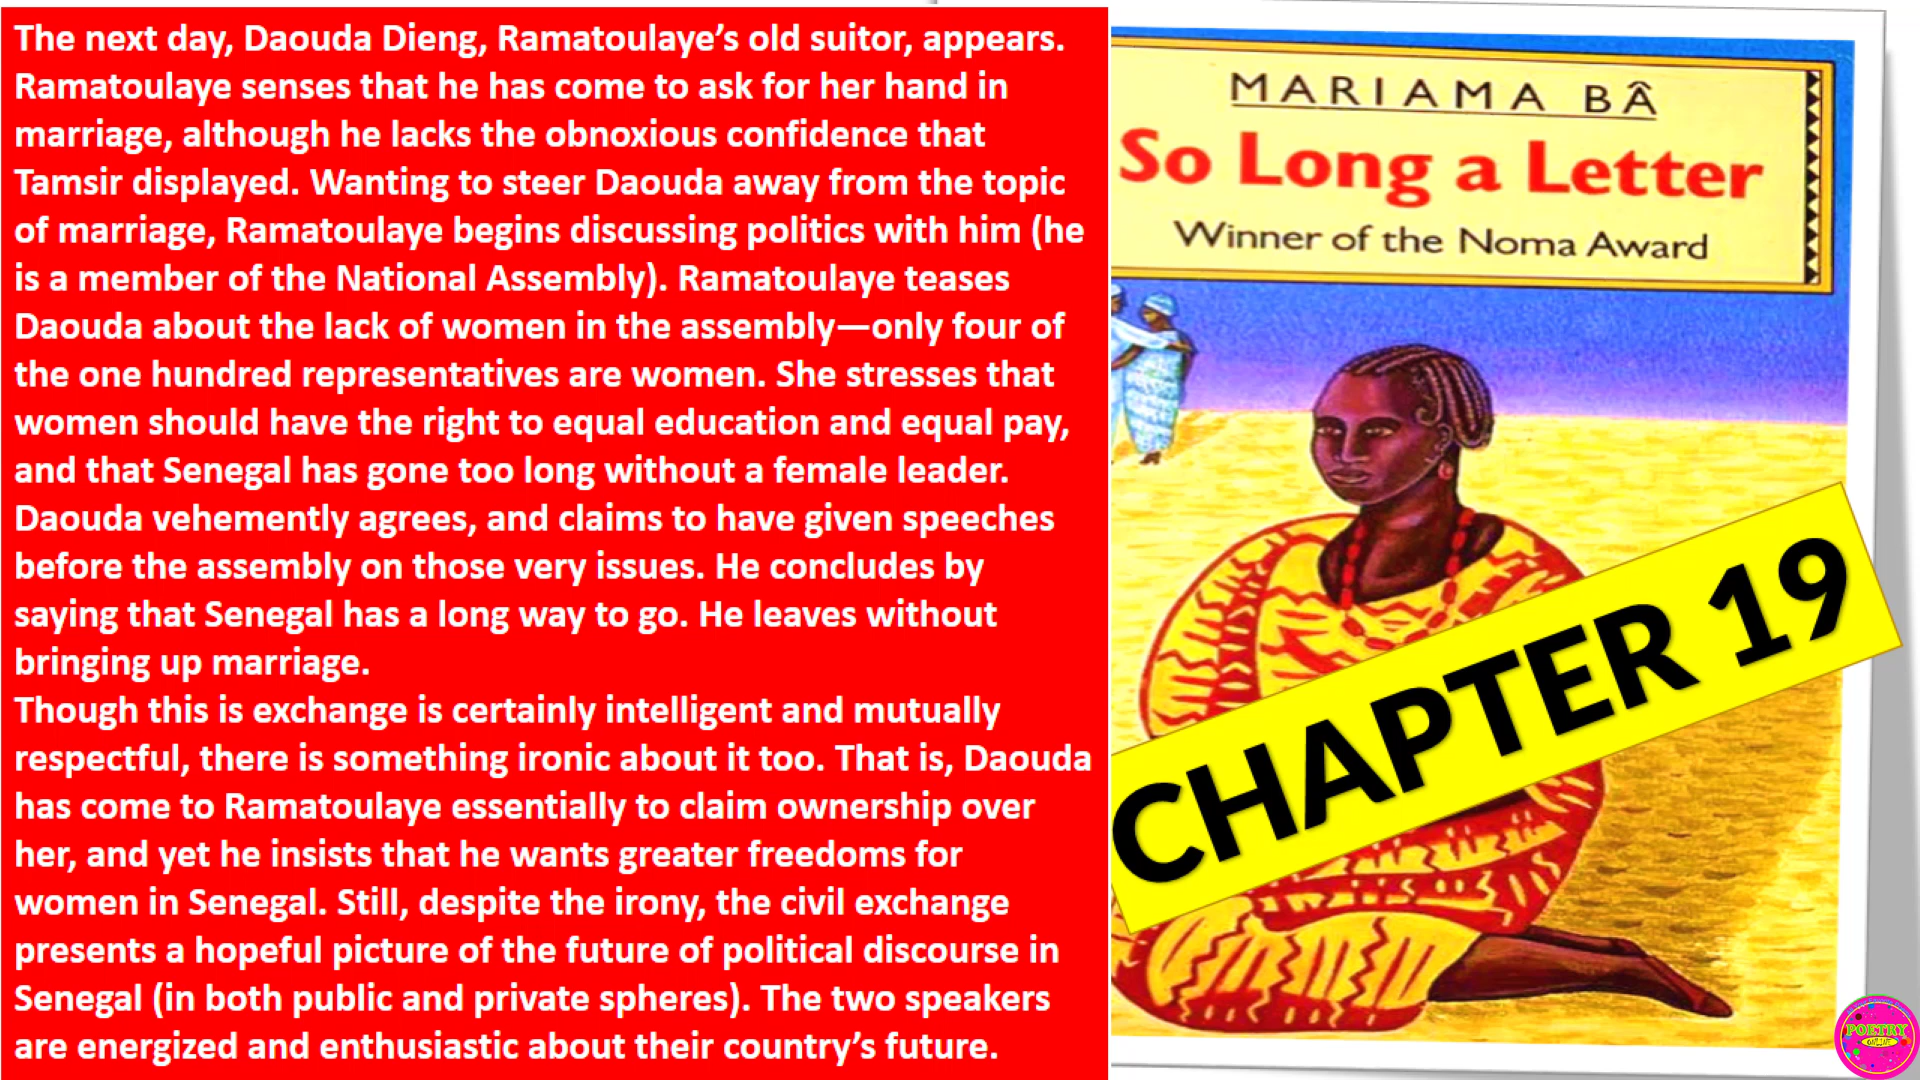 The next day, Daouda Dieng, Ramatoulaye’s old suitor, appears.
Ramatoulaye senses that he has come to ask for her hand in
marriage, although he lacks the obnoxious confidence that
Tamsir displayed. Wanting to steer Daouda away from the topic
of marriage, Ramatoulaye begins discussing politics with him (he
is a member of the National Assembly). Ramatoulaye teases
Daouda about the lack of women in the assembly—only four of
the one hundred representatives are women. She stresses that
women should have the right to equal education and equal pay,
and that Senegal has gone too long without a female leader.
Daouda vehemently agrees, and claims to have given speeches
before the assembly on those very issues. He concludes by
saying that Senegal has a long way to go. He leaves without
bringing up marriage.
Though this is exchange is certainly intelligent and mutually
respectful, there is something ironic about it too. That is, Daouda
has come to Ramatoulaye essentially to claim ownership over
her, and yet he insists that he wants greater freedoms for
women in Senegal. Still, despite the irony, the civil exchange
presents a hopeful picture of the future of political discourse in
Senegal (in both public and private spheres). The two speakers
are energized and enthusiastic about their country’s future.
MARIAMA BÂ
So Long a Letter
Winner of the Noma Award
CHAPTER 19
POETRY
ONLINE